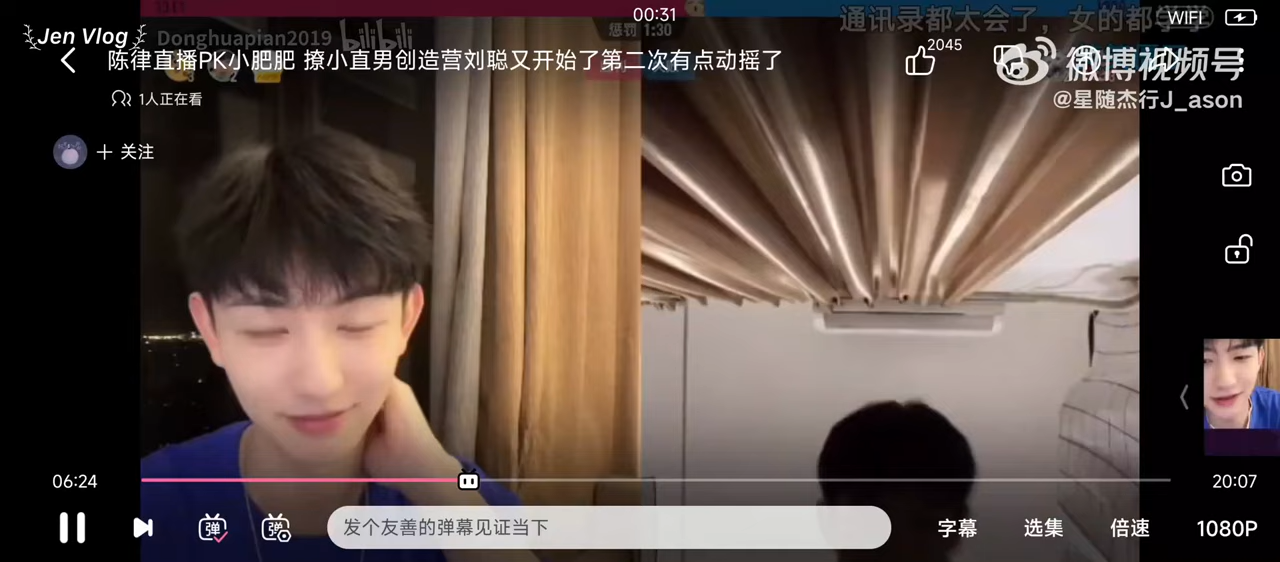 00:31
WIFI
Jen Vlog
Donghuapian2019 bilibili
惩罚 1:30
通讯录都太会了，女的都学学
陈律直播PK小肥肥 撩小直男创造营刘聪又开始了第二次有点动摇了
2045
微博视频号
1人正在看
@星随杰行J_ason
关注
06:24
20:07
弹
弹
发个友善的弹幕见证当下
字幕
选集
倍速
1080P